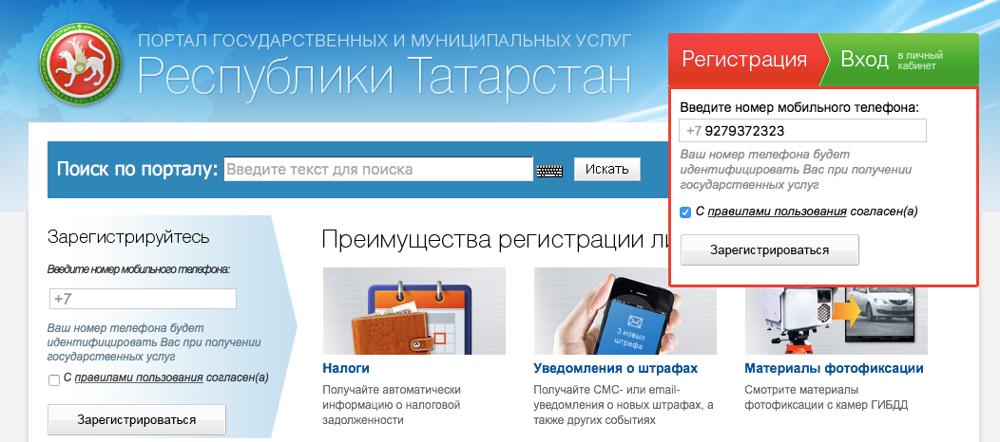 ПОРТАЛ ГОСУДАРСТВЕННЫХ И МУНИЦИПАЛЬНЫХ УСЛУГ
Республики Татарстан
ТАТАРСТАН
Регистрация
Вход
в личный
кабинет
Введите номер мобильного телефона:
+7 9279372323
Ваш номер телефона будет
идентифицировать Вас при получении
государственных услуг
С правилами пользования согласен(а)
Зарегистрироваться
Поиск по порталу:
Введите текст для поиска
Искать
Зарегистрируйтесь
Введите номер мобильного телефона:
+7
Ваш номер телефона будет
идентифицировать Вас при получении
государственных услуг
С правилами пользования согласен(а)
Зарегистрироваться
Преимущества регистрации ли
3 новых
штрафа
Налоги
Получайте автоматически
информацию о налоговой
задолженности
Уведомления о штрафах
Получайте СМС- или email-
уведомления о новых штрафах, а
также других событиях
Материалы фотофиксации
Смотрите материалы
фотофиксации с камер ГИБДД